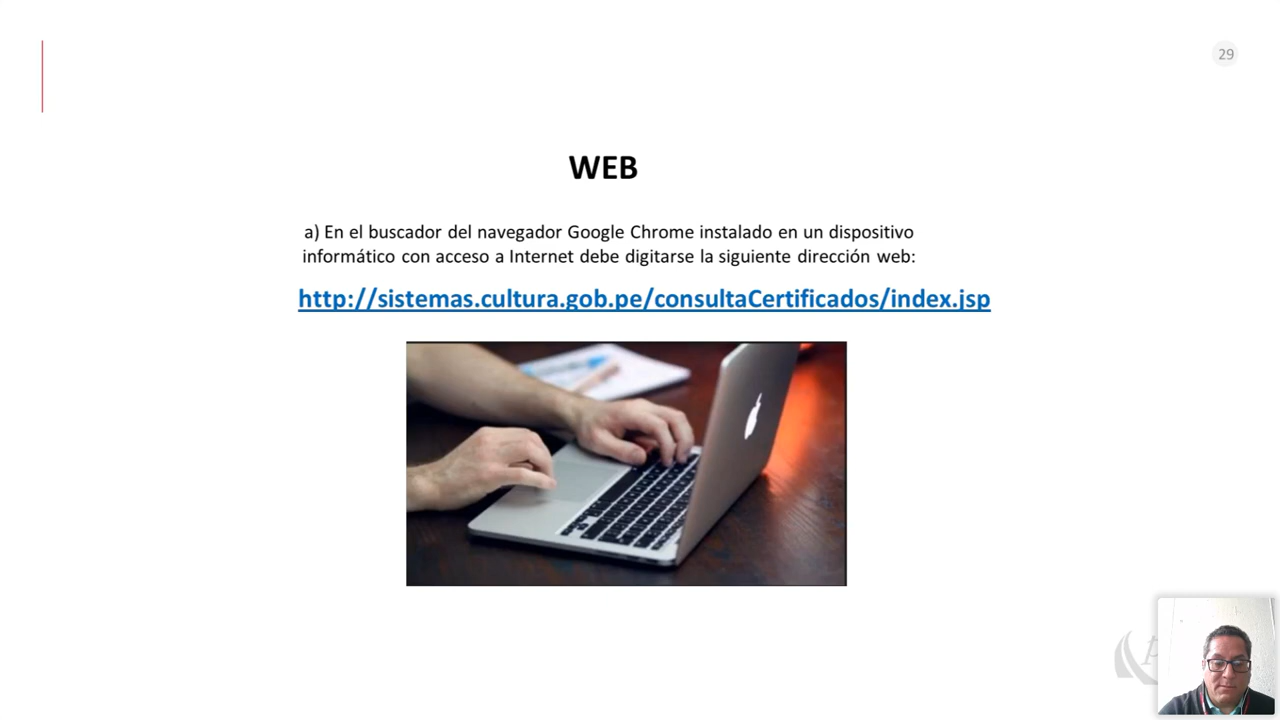 29
WEB
a) En el buscador del navegador Google Chrome instalado en un dispositivo
informático con acceso a Internet debe digitarse la siguiente dirección web:
http://sistemas.cultura.gob.pe/consultaCertificados/index.jsp